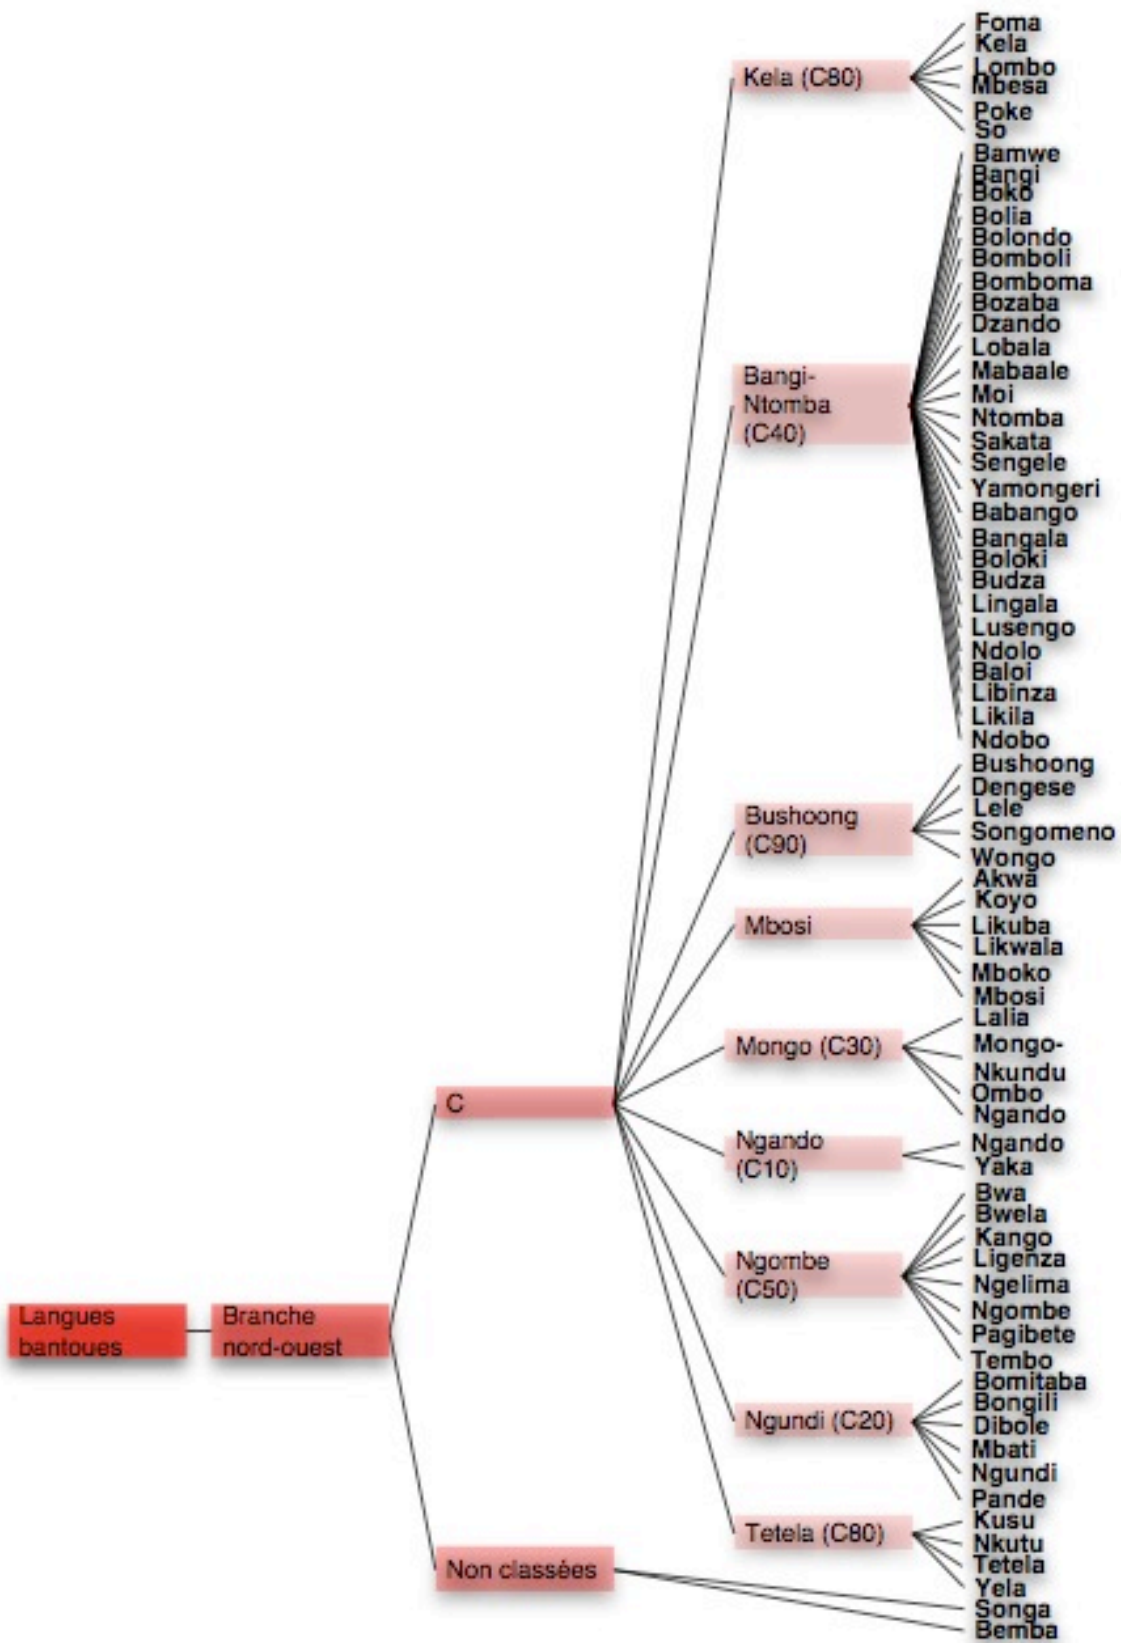 Langues
bantoues
Branche
nord-ouest
C
Non classées
Kela (C80)
Bangi-
Ntomba
(C40)
Bushoong
(C90)
Mbosi
Mongo (C30)
Ngando
(C10)
Ngombe
(C50)
Ngundi (C20)
Tetela (C80)
Foma
Kela
Lombo
Mbesa
Poke
So
Bamwe
Bangi
Boko
Bolia
Bolondo
Bomboli
Bomboma
Bozaba
Dzando
Lobala
Mabaale
Moi
Ntomba
Sakata
Sengele
Yamongeri
Babango
Bangala
Boloki
Budza
Lingala
Lusengo
Ndolo
Baloi
Libinza
Likila
Ndobo
Bushoong
Dengese
Lele
Songomeno
Wongo
Akwa
Koyo
Likuba
Likwala
Mboko
Mbosi
Lalia
Mongo-
Nkundu
Ombo
Ngando
Ngando
Yaka
Bwa
Bwela
Kango
Ligenza
Ngelima
Ngombe
Pagibete
Tembo
Bomitaba
Bongili
Dibole
Mbati
Ngundi
Pande
Kusu
Nkutu
Tetela
Yela
Songa
Bemba